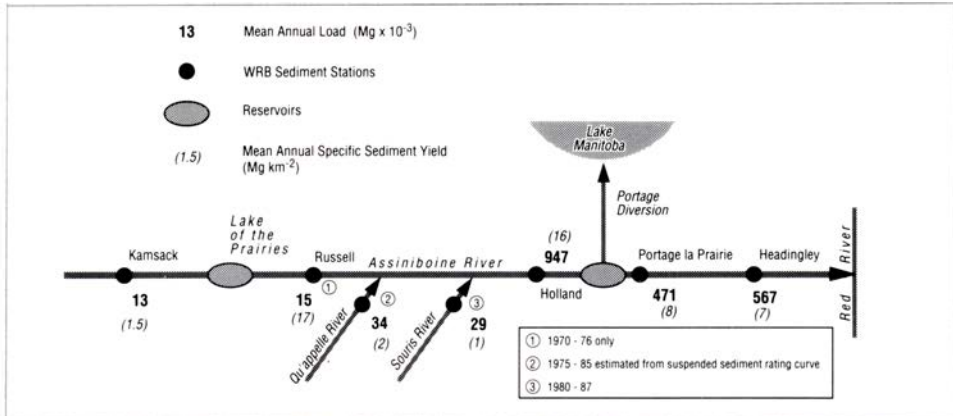 13 Mean Annual Load (Mg x 10-3)
WRB Sediment Stations
Reservoirs
(1.5) Mean Annual Specific Sediment Yield
(Mg km-2)
Lake
Manitoba
Portage
Diversion
Lake
of the
Prairies
Kamsack
13
(1.5)
Russell
①
15
(17)
Assiniboine River
Qu'appelle River
②
34
(2)
Souris River
③
29
(1)
(16)
947
Holland
Portage la Prairie
471
(8)
Headingley
567
(7)
Red River
① 1970 - 76 only
② 1975 - 85 estimated from suspended sediment rating curve
③ 1980 - 87